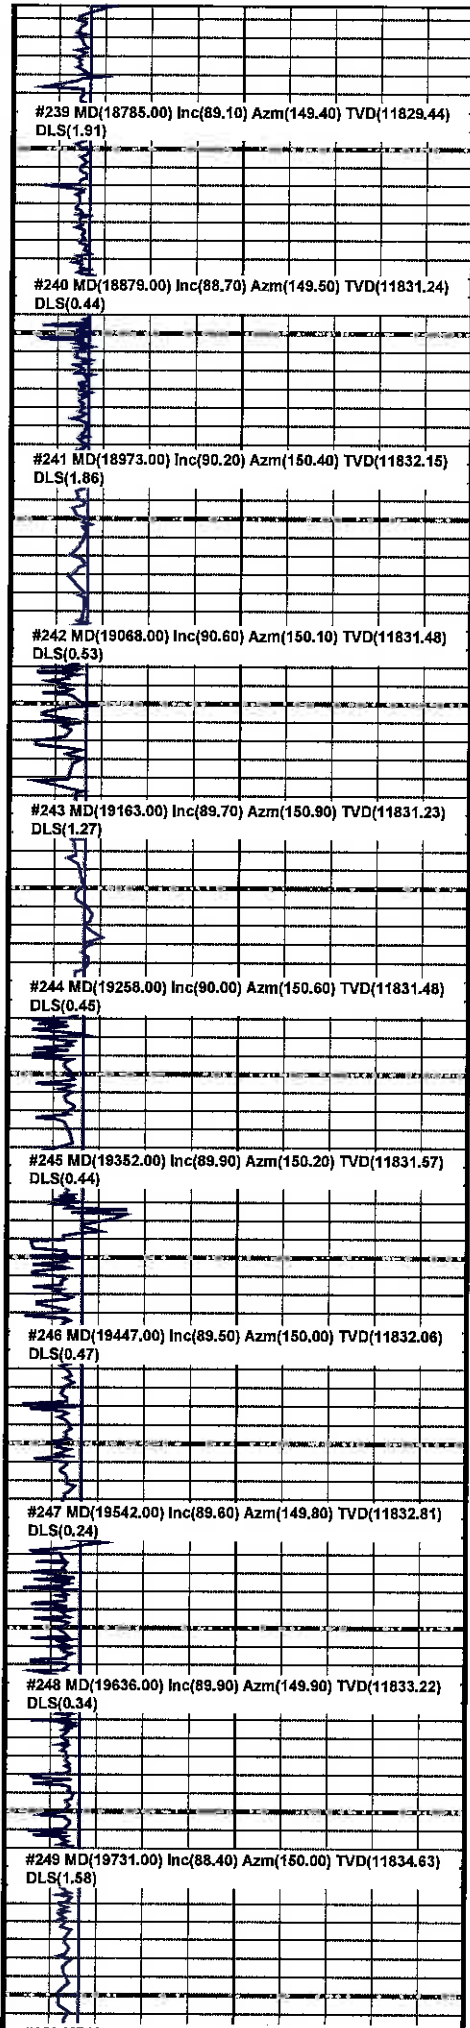 #239 MD(18785.00) Inc(89.10) Azm(149.40) TVD(11829.44)
DLS(1.91)
#240 MD(18879.00) Inc(88.70) Azm(149.50) TVD(11831.24)
DLS(0.44)
#241 MD(18973.00) Inc(90.20) Azm(150.40) TVD(11832.15)
DLS(1.86)
#242 MD(19068.00) Inc(90.60) Azm(150.10) TVD(11831.48)
DLS(0.53)
#243 MD(19163.00) Inc(89.70) Azm(150.90) TVD(11831.23)
DLS(1.27)
#244 MD(19258.00) Inc(90.00) Azm(150.60) TVD(11831.48)
DLS(0.45)
#245 MD(19352.00) Inc(89.90) Azm(150.20) TVD(11831.57)
DLS(0.44)
#246 MD(19447.00) Inc(89.50) Azm(150.00) TVD(11832.06)
DLS(0.47)
#247 MD(19542.00) Inc(89.60) Azm(149.80) TVD(11832.81)
DLS(0.24)
#248 MD(19636.00) Inc(89.90) Azm(149.90) TVD(11833.22)
DLS(0.34)
#249 MD(19731.00) Inc(88.40) Azm(150.00) TVD(11834.63)
DLS(1.58)